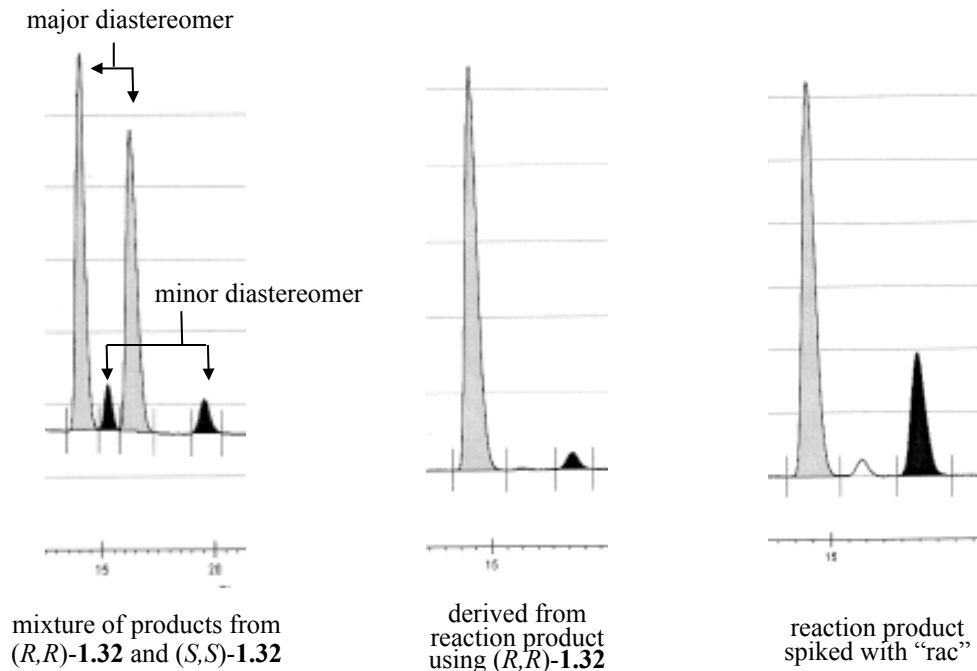 major diastereomer
minor diastereomer
15 20
15
15
mixture of products from
(R,R)-1.32 and (S,S)-1.32
derived from
reaction product
using (R,R)-1.32
reaction product
spiked with “rac”